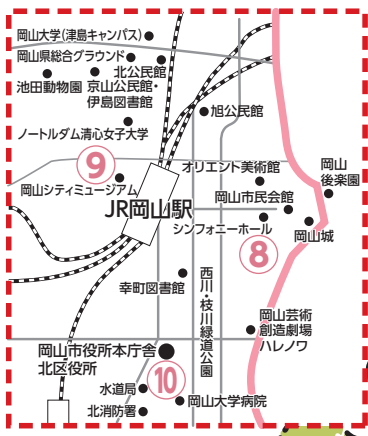 岡山大学(津島キャンパス)
岡山県総合グラウンド
北公民館
池田動物園
京山公民館・
伊島図書館
旭公民館
ノートルダム清心女子大学
⑨
オリエント美術館
岡山
後楽園
岡山シティミュージアム
岡山市民会館
JR岡山駅
シンフォニーホール
岡山城
⑧
幸町図書館
西川・枝川緑道公園
岡山芸術
創造劇場
ハレノワ
岡山市役所本庁舎
北区役所
⑩
水道局
岡山大学病院
北消防署